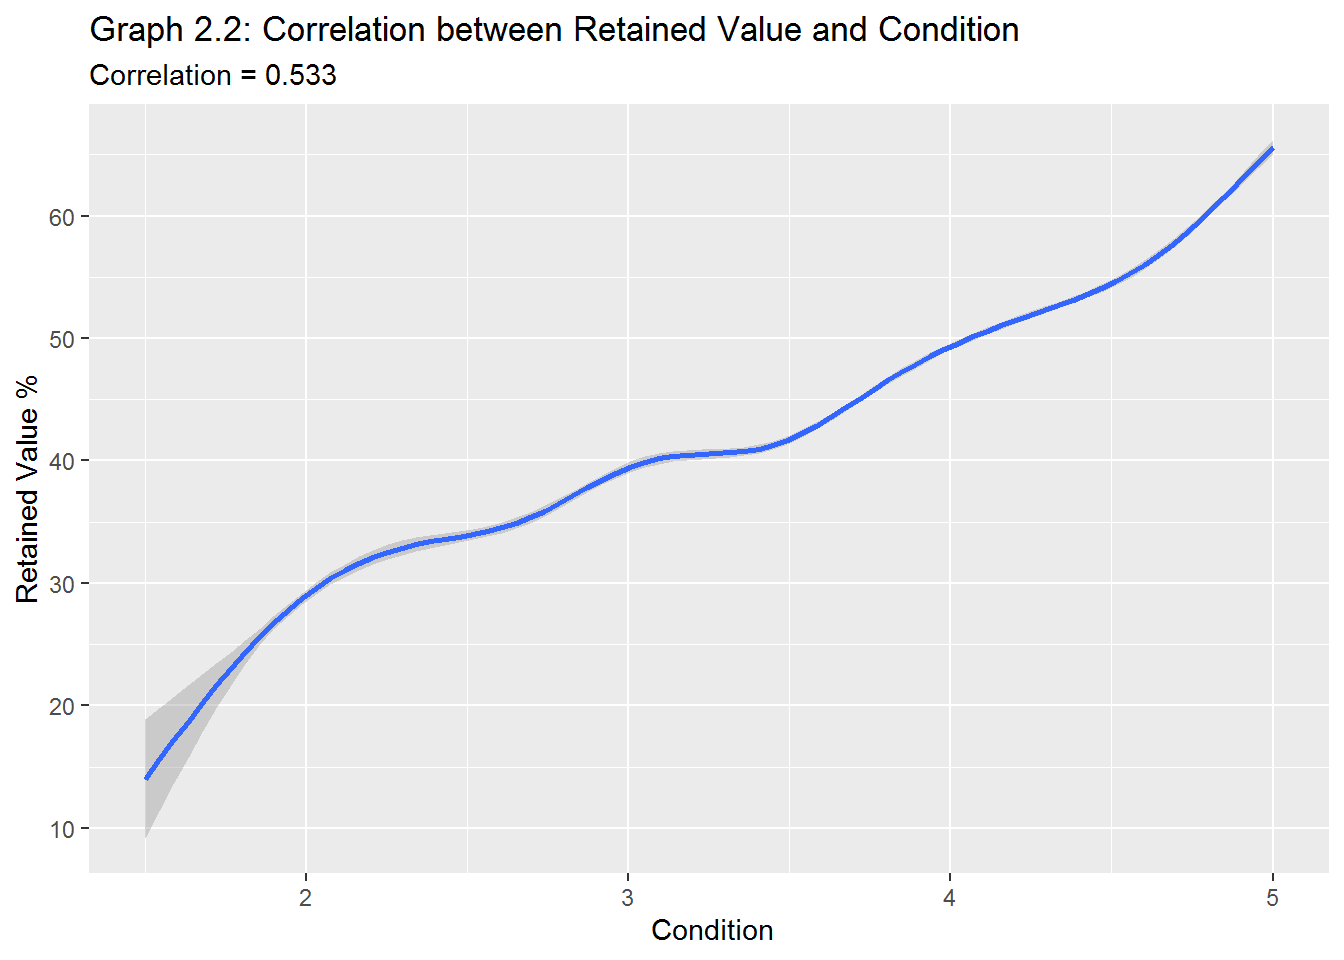 Graph 2.2: Correlation between Retained Value and Condition
Correlation = 0.533
Retained Value %
60
50
40
30
20
10
2 3 4 5
Condition